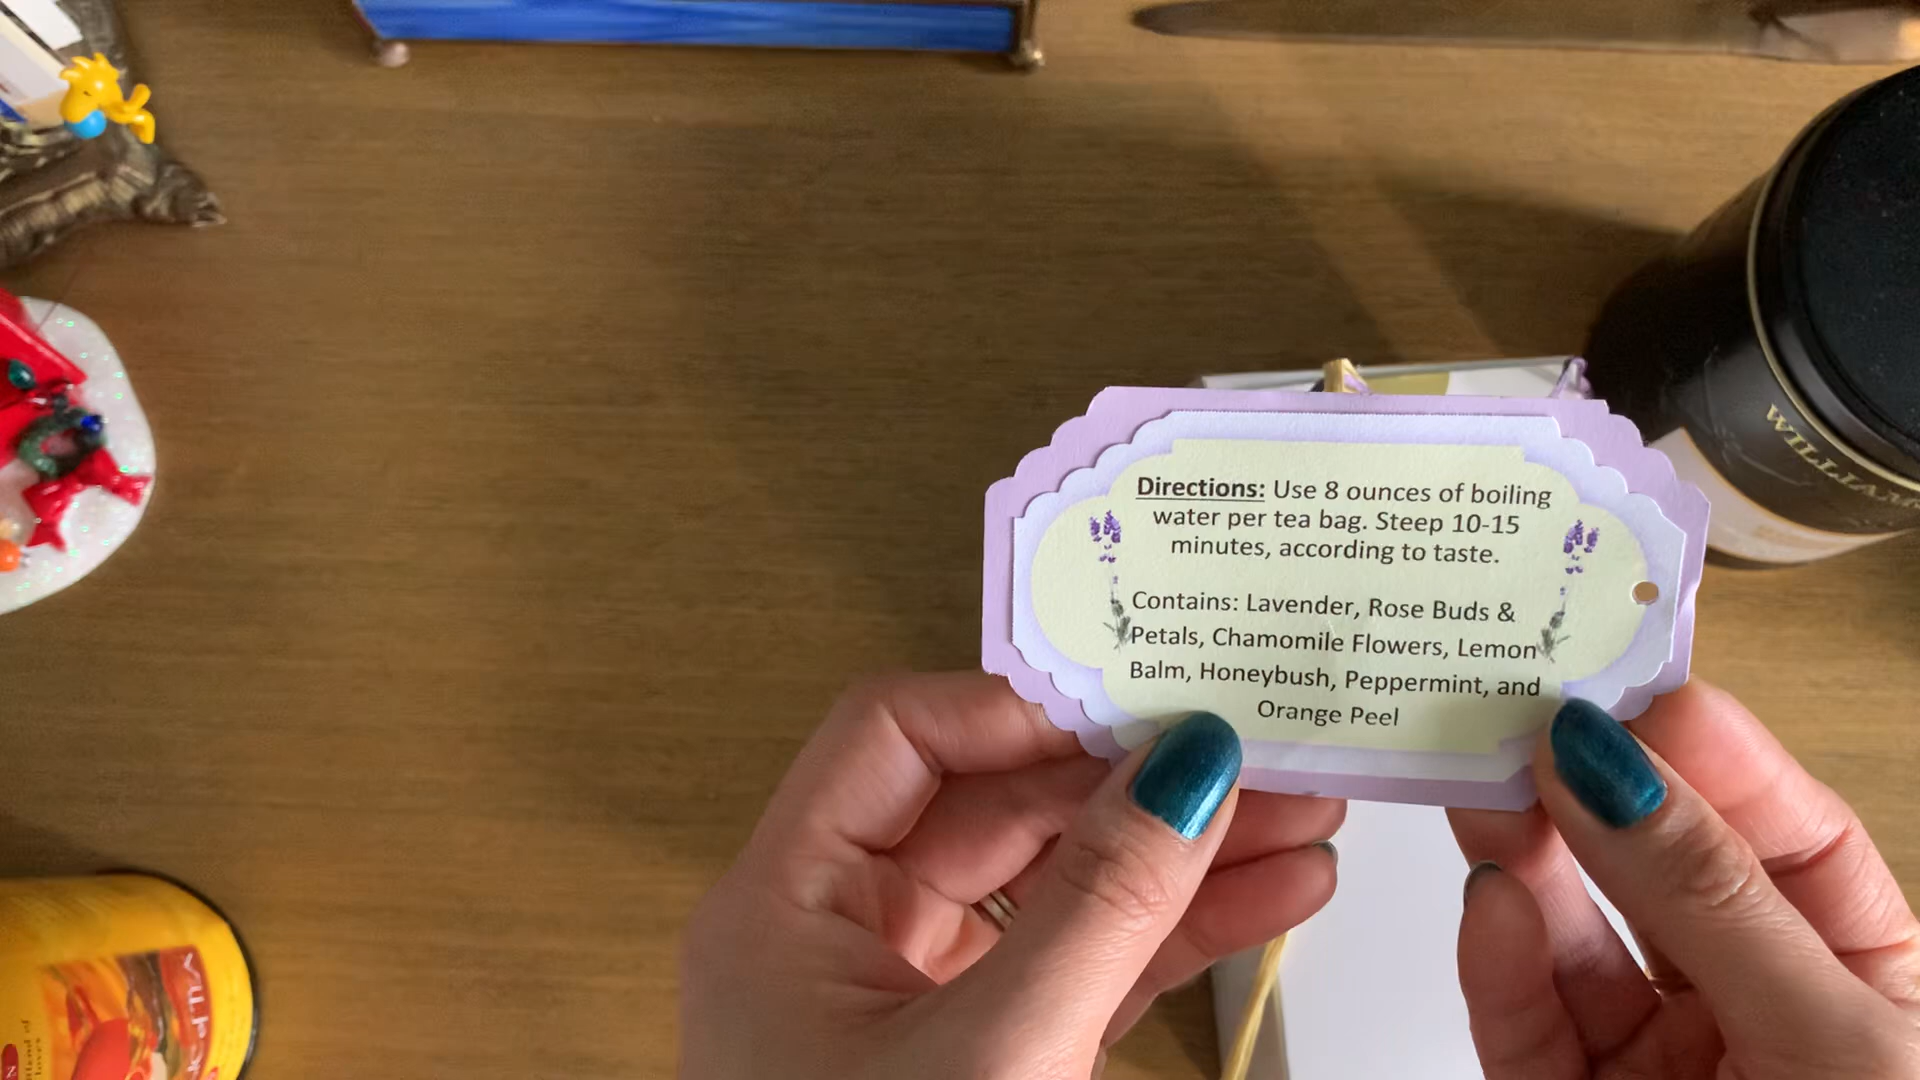 Directions: Use 8 ounces of boiling
water per tea bag. Steep 10-15
minutes, according to taste.
Contains: Lavender, Rose Buds &
Petals, Chamomile Flowers, Lemon
Balm, Honeybush, Peppermint, and
Orange Peel
WILLIAMS